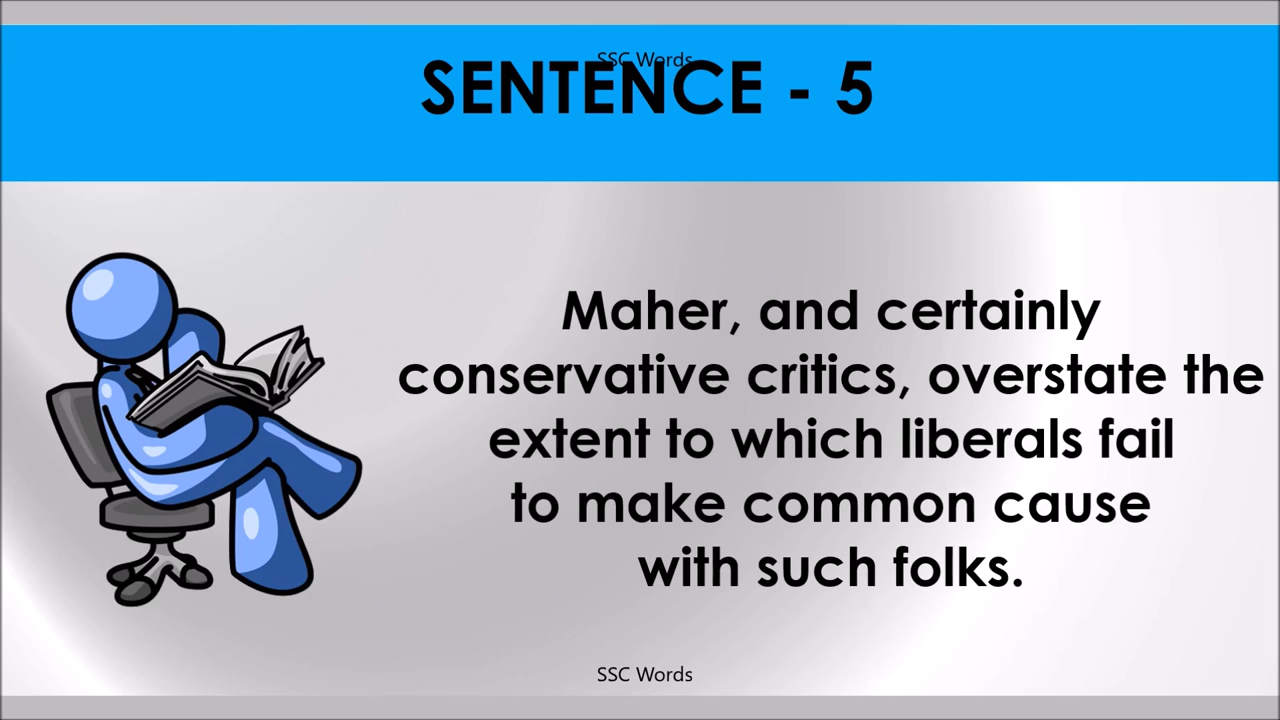 SSC Words
SENTENCE - 5
Maher, and certainly
conservative critics, overstate the
extent to which liberals fail
to make common cause
with such folks.
SSC Words